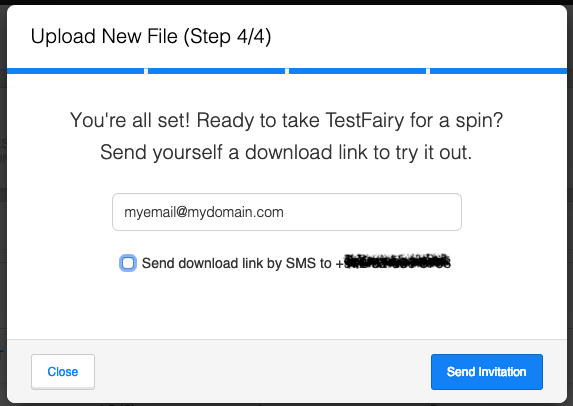 Upload New File (Step 4/4)
You're all set! Ready to take TestFairy for a spin?
Send yourself a download link to try it out.
myemail@mydomain.com
Send download link by SMS to +
Close
Send Invitation